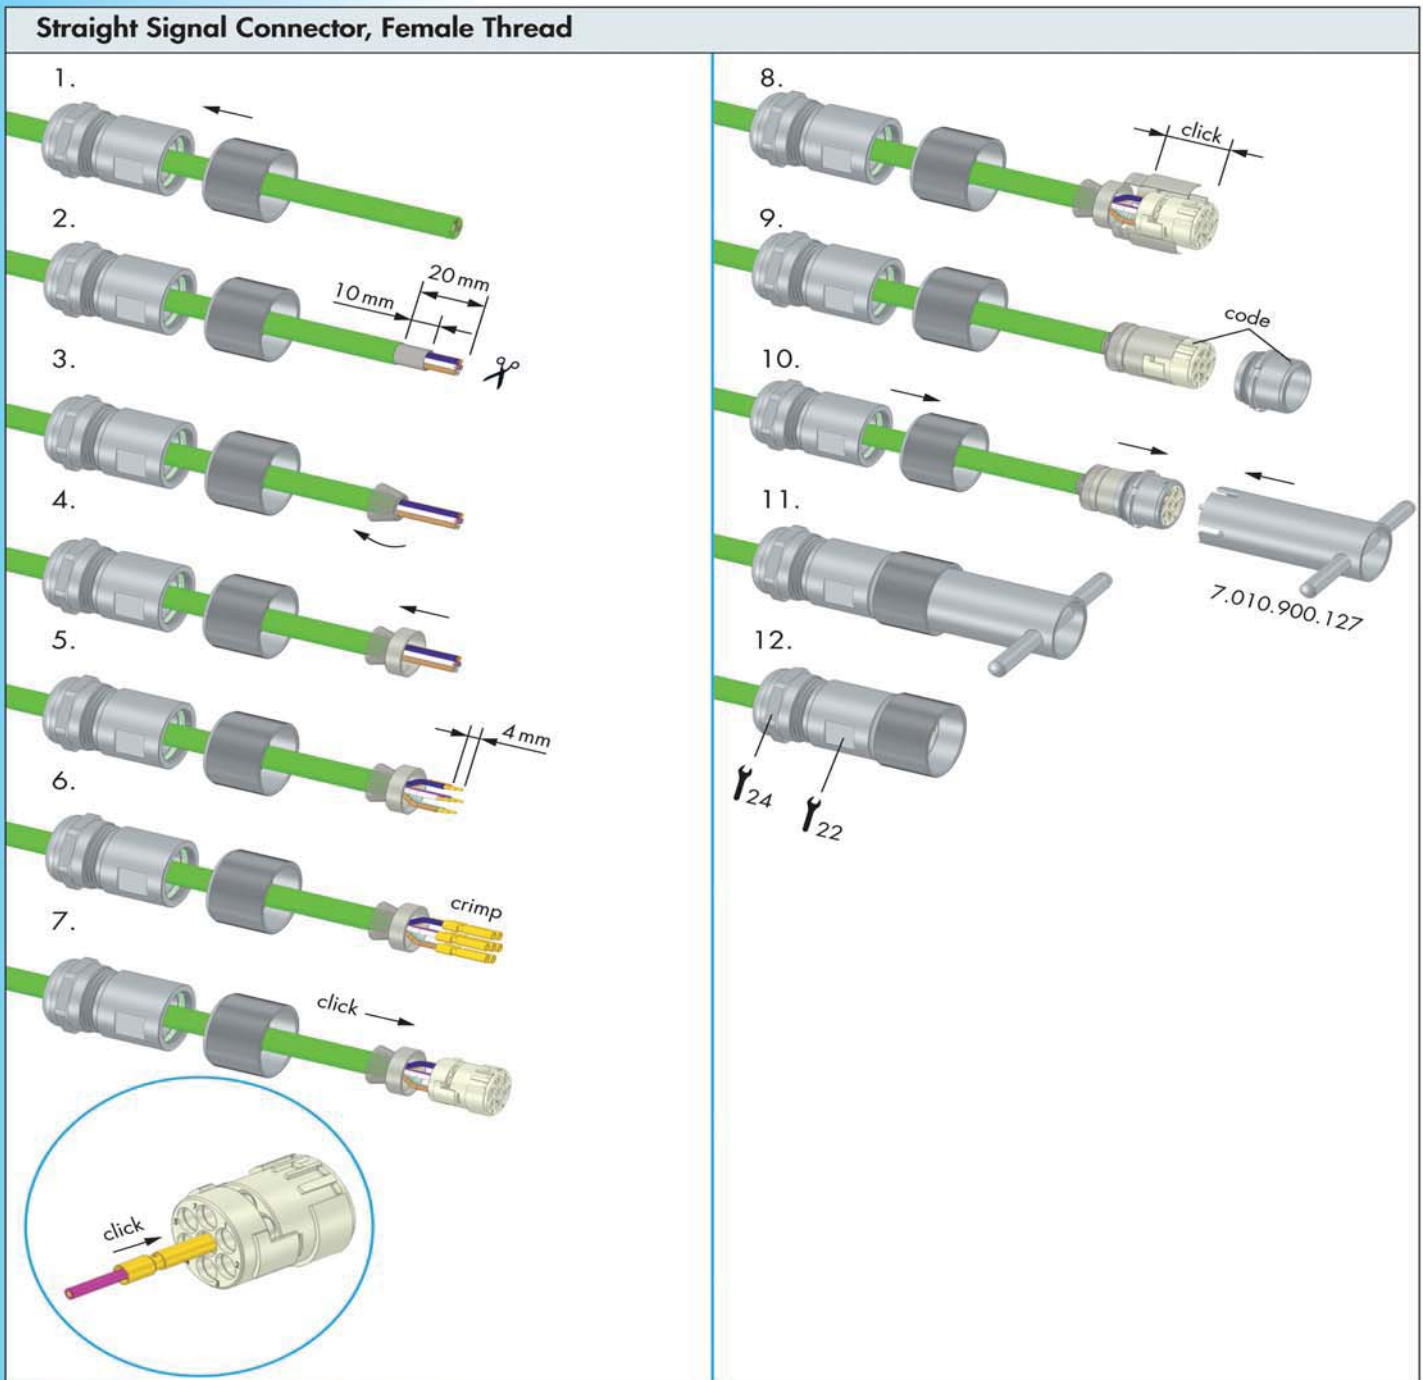 Straight Signal Connector, Female Thread
1.
2.
20 mm
10 mm
3.
4.
5.
4 mm
6.
crimp
7.
click
click
8.
click
9.
code
10.
11.
7.010.900.127
12.
24
22